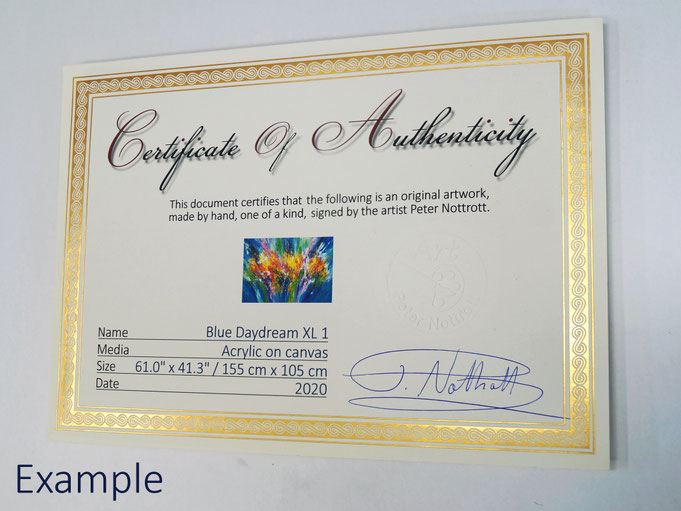 Certificate Of Authenticity
This document certifies that the following is an original artwork,
made by hand, one of a kind, signed by the artist Peter Nottrott.
Art
Peter Nottrott
Name Blue Daydream XL 1
Media Acrylic on canvas
Size 61.0" x 41.3" / 155 cm x 105 cm
Date 2020
P. Nottrott
Example